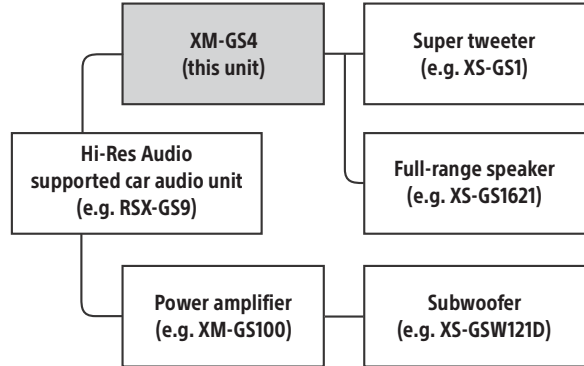 XM-GS4
(this unit)
Super tweeter
(e.g. XS-GS1)
Hi-Res Audio
supported car audio unit
(e.g. RSX-GS9)
Full-range speaker
(e.g. XS-GS1621)
Power amplifier
(e.g. XM-GS100)
Subwoofer
(e.g. XS-GSW121D)